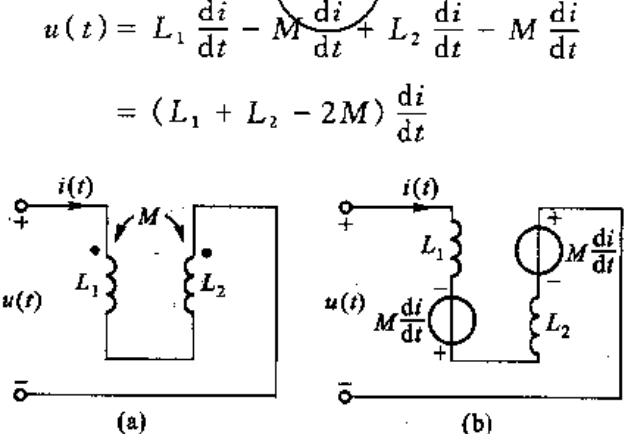 u(t) = L₁ di/dt − M di/dt + L₂ di/dt − M di/dt
= (L₁ + L₂ − 2M) di/dt
i(t)
+
M
L₁
L₂
u(t)
−
(a)
i(t)
+
L₁
+
M di/dt
−
u(t)
−
M di/dt
+
L₂
−
(b)